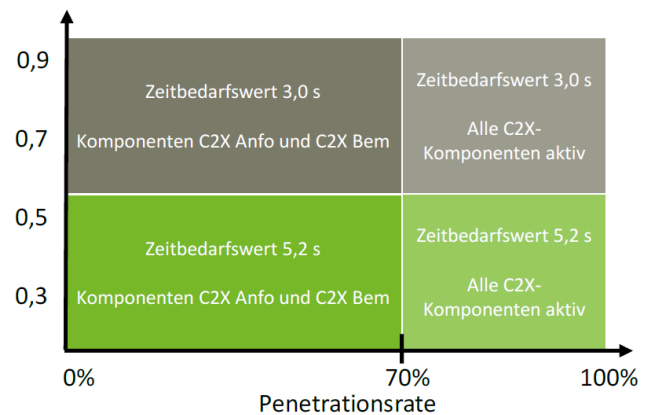 0,9
Zeitbedarfswert 3,0 s
Zeitbedarfswert 3,0 s
0,7
Komponenten C2X Anfo und C2X Bem
Alle C2X-
Komponenten aktiv
0,5
Zeitbedarfswert 5,2 s
Zeitbedarfswert 5,2 s
0,3
Komponenten C2X Anfo und C2X Bem
Alle C2X-
Komponenten aktiv
0%
70%
100%
Penetrationsrate